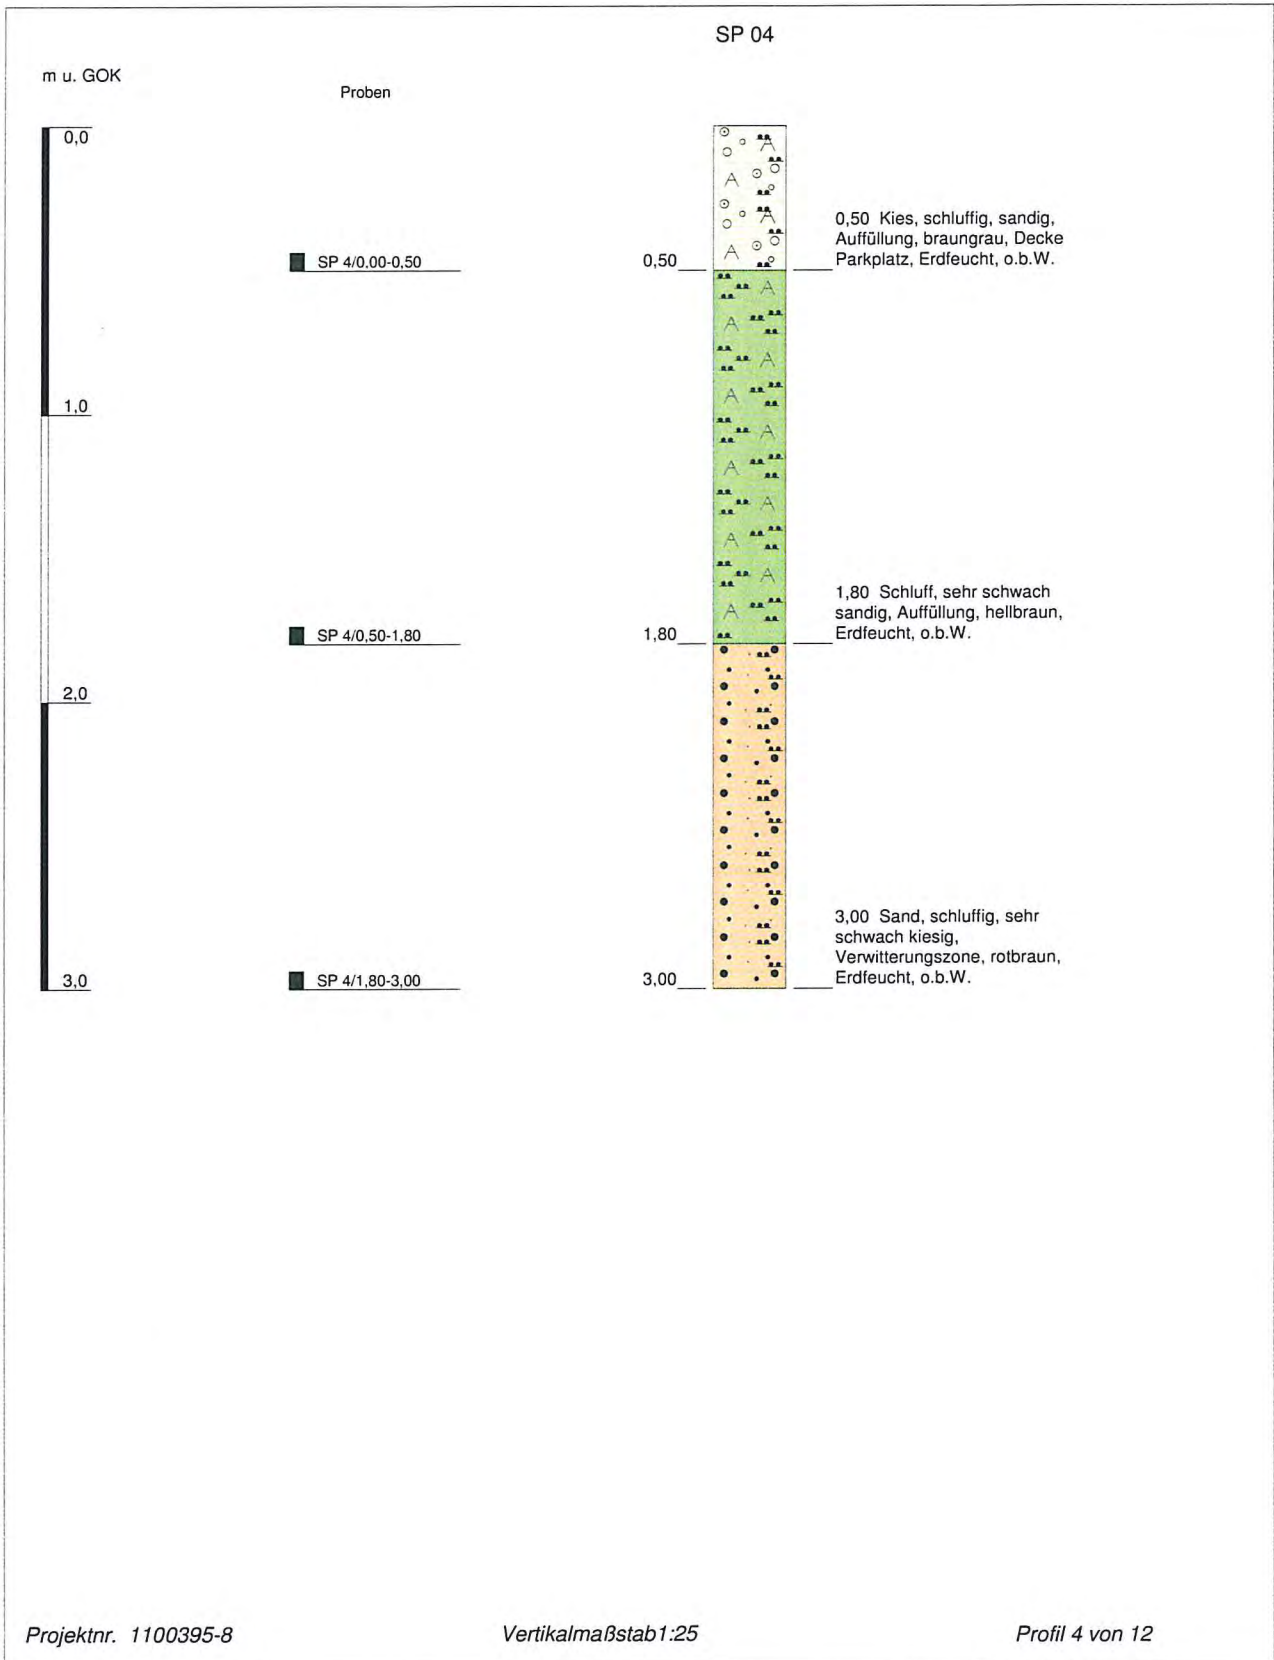 SP 04
m u. GOK
Proben
0,0
0,50 Kies, schluffig, sandig,
Auffüllung, braungrau, Decke
Parkplatz, Erdfeucht, o.b.W.
SP 4/0,00-0,50
0,50
1,0
1,80 Schluff, sehr schwach
sandig, Auffüllung, hellbraun,
Erdfeucht, o.b.W.
SP 4/0,50-1,80
1,80
2,0
3,00 Sand, schluffig, sehr
schwach kiesig,
Verwitterungszone, rotbraun,
Erdfeucht, o.b.W.
3,0
SP 4/1,80-3,00
3,00
Projektnr. 1100395-8
Vertikalmaßstab1:25
Profil 4 von 12